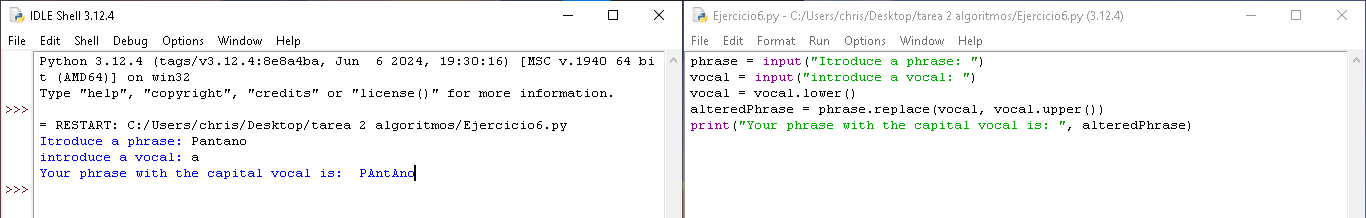 IDLE Shell 3.12.4
File Edit Shell Debug Options Window Help
Python 3.12.4 (tags/v3.12.4:8e8a4ba, Jun  6 2024, 19:30:16) [MSC v.1940 64 bi
t (AMD64)] on win32
Type "help", "copyright", "credits" or "license()" for more information.
>>>
= RESTART: C:/Users/chris/Desktop/tarea 2 algoritmos/Ejercicio6.py
Itroduce a phrase: Pantano
introduce a vocal: a
Your phrase with the capital vocal is:  PAntAno
>>>
Ejercicio6.py - C:/Users/chris/Desktop/tarea 2 algoritmos/Ejercicio6.py (3.12.4)
File Edit Format Run Options Window Help
phrase = input("Itroduce a phrase: ")
vocal = input("introduce a vocal: ")
vocal = vocal.lower()
alteredPhrase = phrase.replace(vocal, vocal.upper())
print("Your phrase with the capital vocal is: ", alteredPhrase)